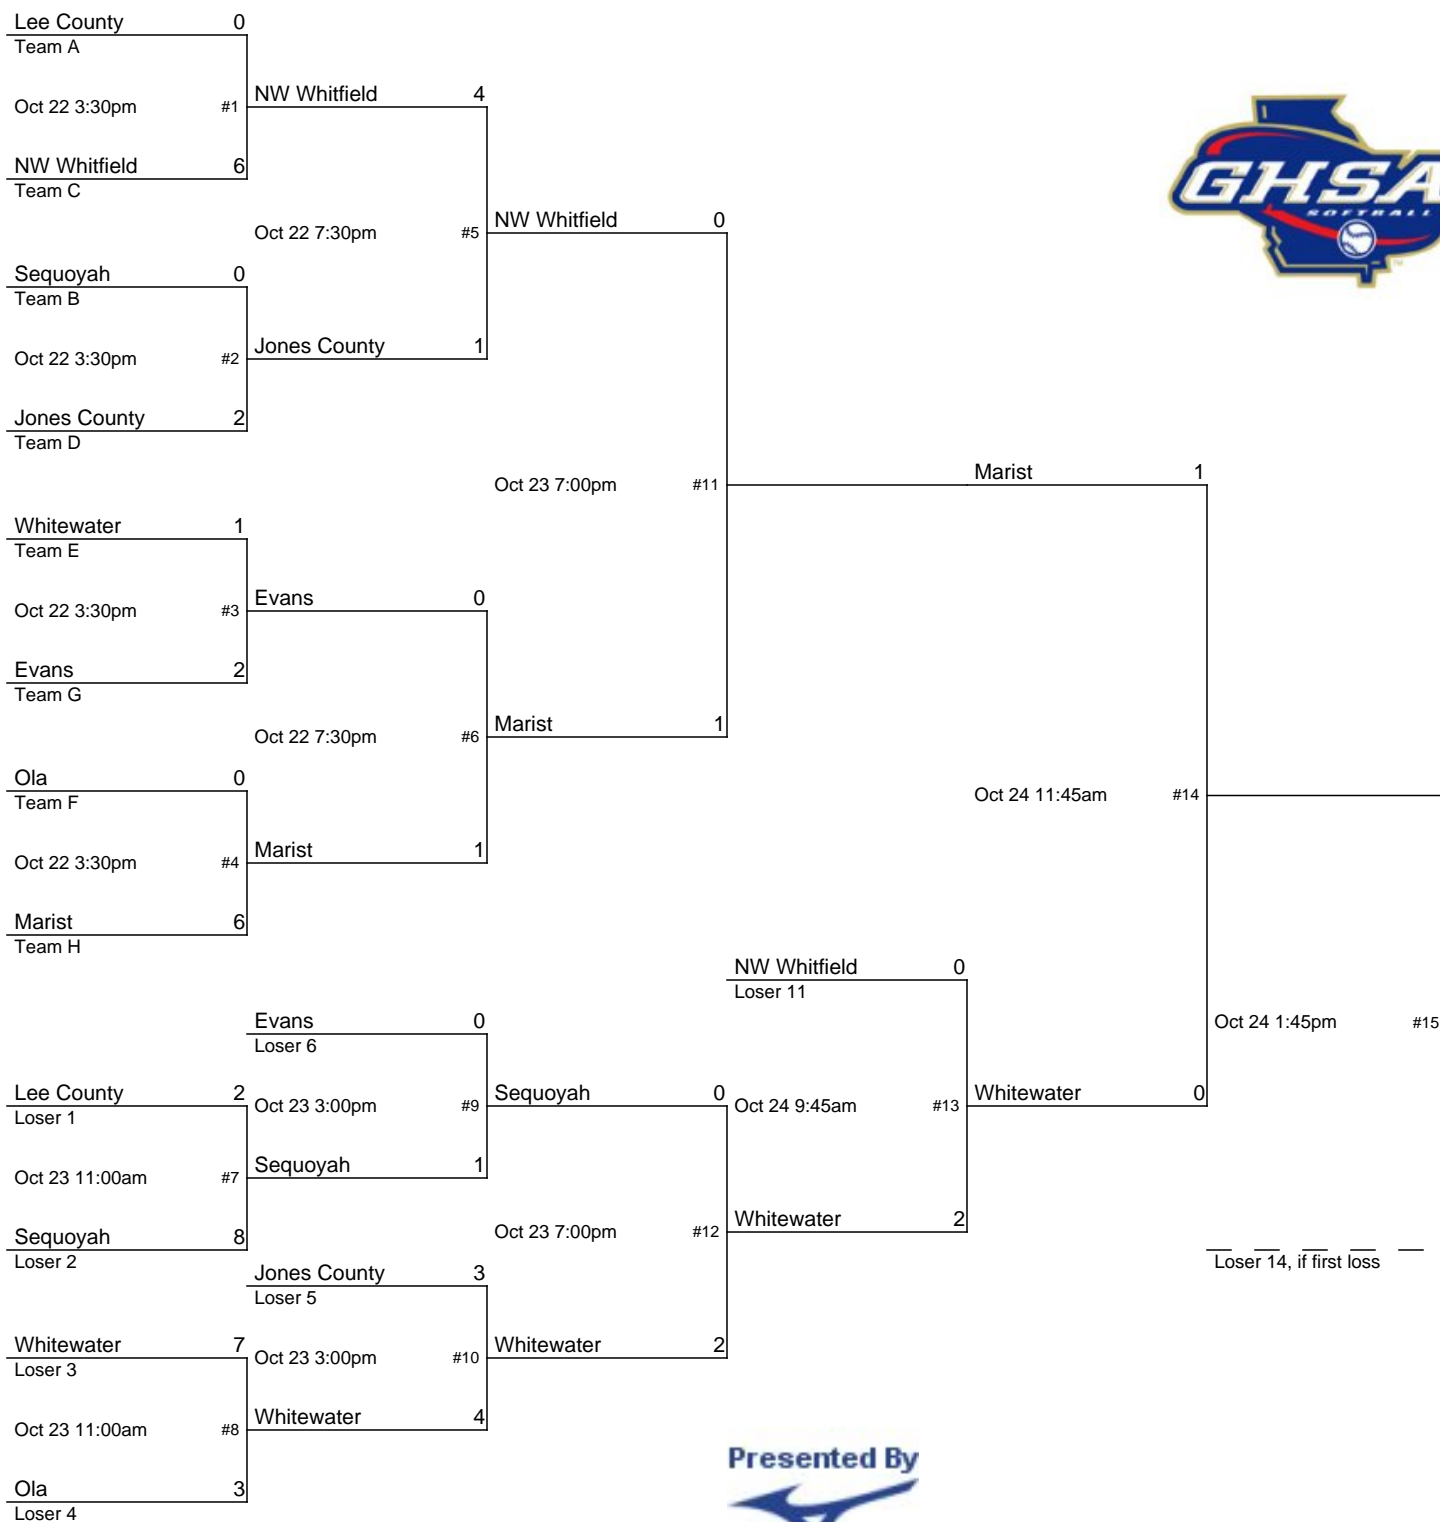 Lee County 0
Team A
Oct 22 3:30pm #1
NW Whitfield 6
Team C
NW Whitfield 4
Oct 22 7:30pm #5
Sequoyah 0
Team B
Oct 22 3:30pm #2
Jones County 2
Team D
Jones County 1
NW Whitfield 0
Oct 23 7:00pm #11
Whitewater 1
Team E
Oct 22 3:30pm #3
Evans 2
Team G
Evans 0
Oct 22 7:30pm #6
Marist 1
Ola 0
Team F
Oct 22 3:30pm #4
Marist 6
Team H
Marist 1
Marist 1
Oct 24 11:45am #14
GHSA
SOFTBALL
TM
NW Whitfield 0
Loser 11
Evans 0
Loser 6
Oct 23 3:00pm #9
Lee County 2
Loser 1
Oct 23 11:00am #7
Sequoyah 8
Loser 2
Sequoyah 1
Sequoyah 0
Oct 24 9:45am #13
Whitewater 0
Oct 24 1:45pm #15
Oct 23 7:00pm #12
Whitewater 2
Loser 14, if first loss
Jones County 3
Loser 5
Oct 23 3:00pm #10
Whitewater 2
Whitewater 7
Loser 3
Oct 23 11:00am #8
Whitewater 4
Ola 3
Loser 4
Presented By